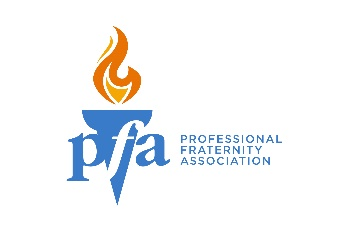 pfa
PROFESSIONAL
FRATERNITY
ASSOCIATION